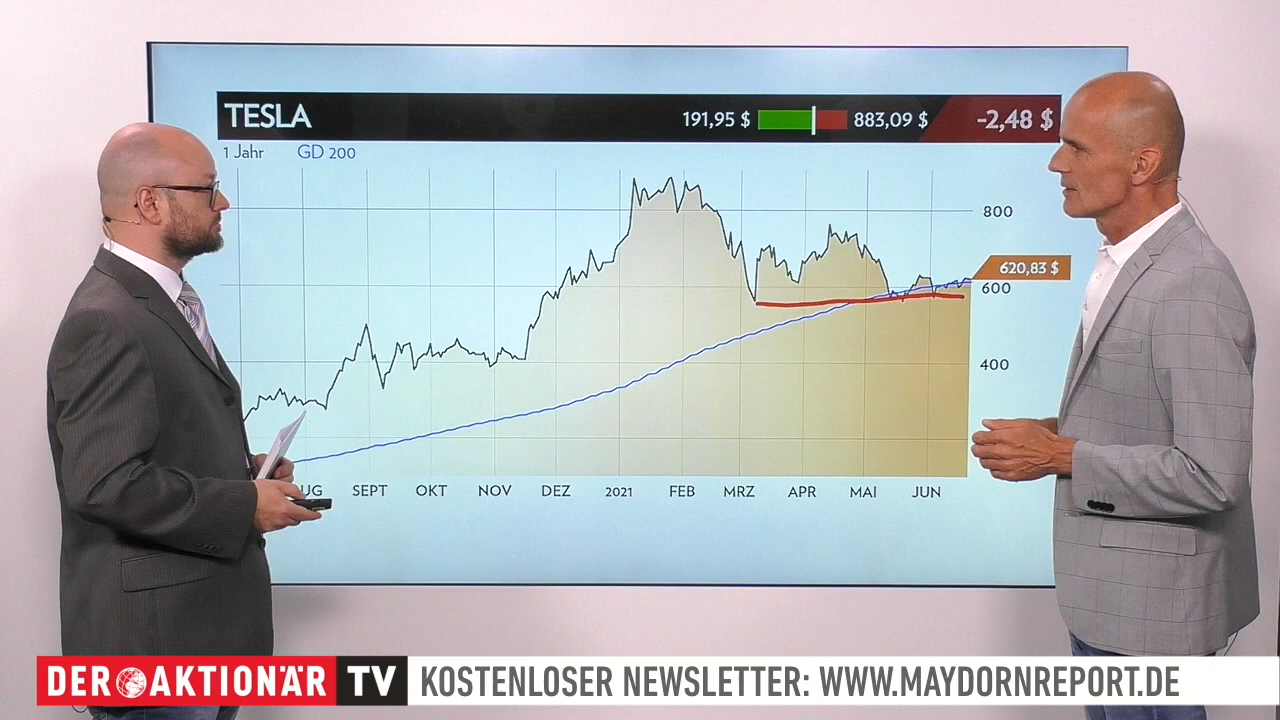 TESLA
191,95 $ 883,09 $ -2,48 $
1 Jahr GD 200
800
620,83 $
600
400
UG SEPT OKT NOV DEZ 2021 FEB MRZ APR MAI JUN
DER AKTIONÄR TV KOSTENLOSER NEWSLETTER: WWW.MAYDORNREPORT.DE